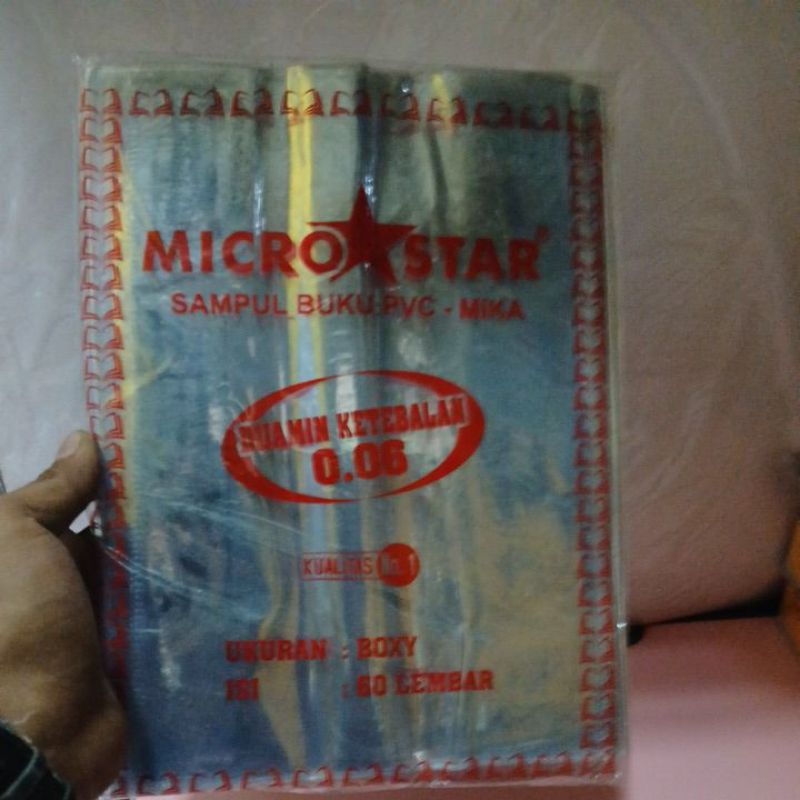 MICRO STAR
SAMPUL BUKU PVC - MIKA
DIJAMIN KETEBALAN
0.06
KUALITAS No.1
UKURAN : BOXY
ISI : 60 LEMBAR